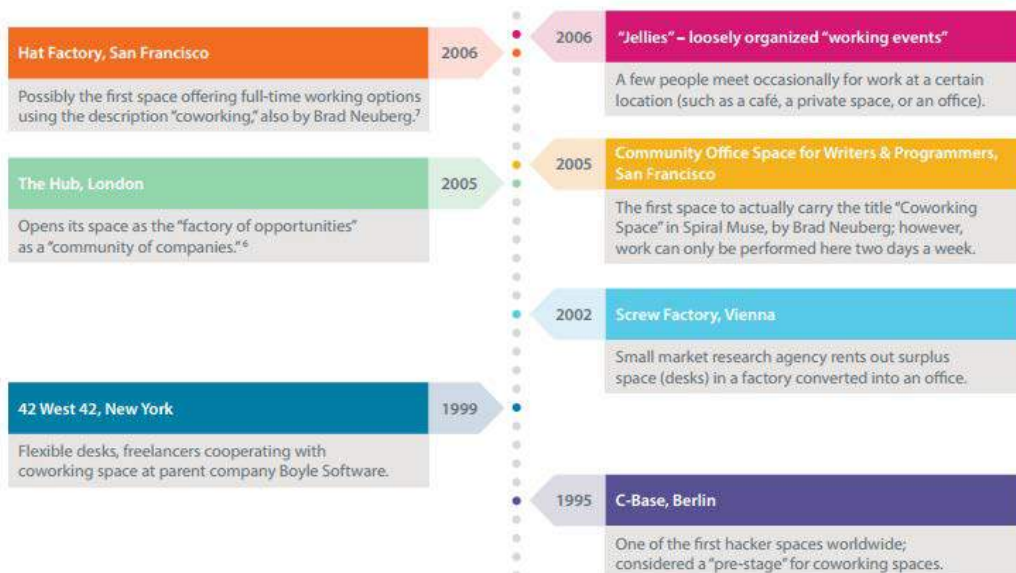 2006
"Jellies" – loosely organized "working events"
A few people meet occasionally for work at a certain
location (such as a café, a private space, or an office).
Hat Factory, San Francisco
2006
Possibly the first space offering full-time working options
using the description "coworking," also by Brad Neuberg.7
2005
Community Office Space for Writers & Programmers,
San Francisco
The first space to actually carry the title "Coworking
Space" in Spiral Muse, by Brad Neuberg; however,
work can only be performed here two days a week.
The Hub, London
2005
Opens its space as the "factory of opportunities"
as a "community of companies." 6
2002
Screw Factory, Vienna
Small market research agency rents out surplus
space (desks) in a factory converted into an office.
42 West 42, New York
1999
Flexible desks, freelancers cooperating with
coworking space at parent company Boyle Software.
1995
C-Base, Berlin
One of the first hacker spaces worldwide;
considered a "pre-stage" for coworking spaces.